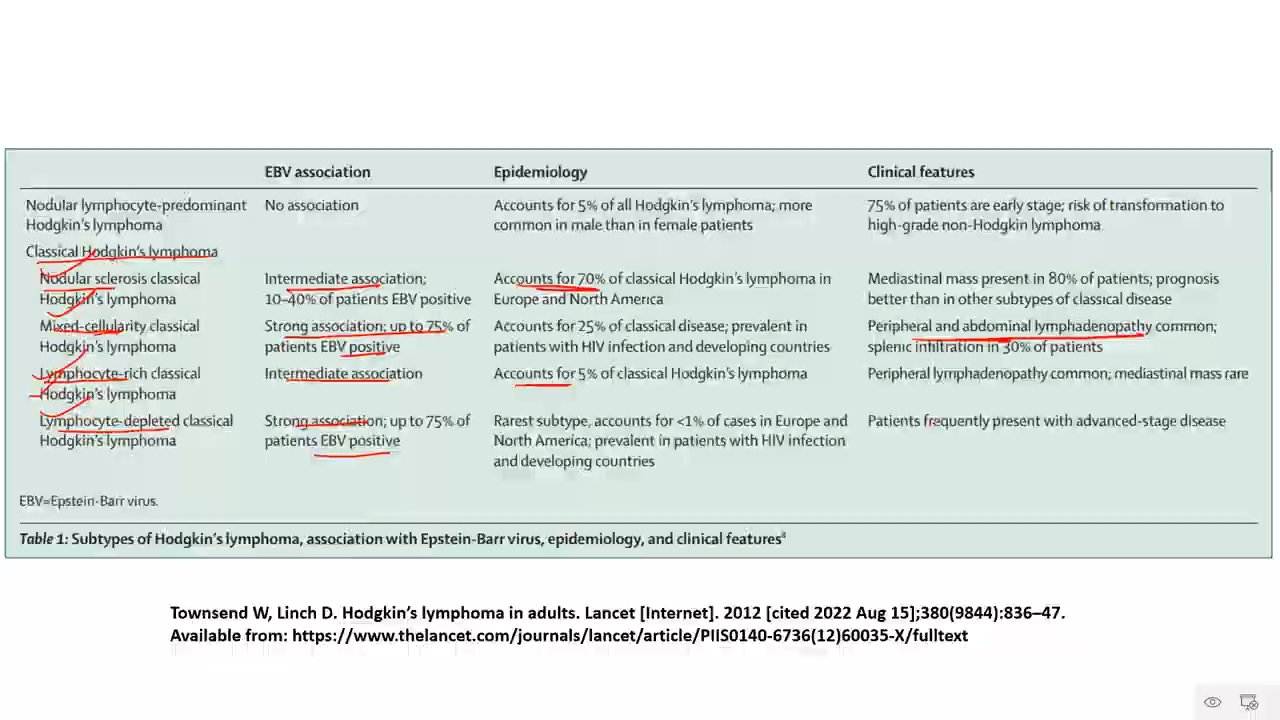 EBV association Epidemiology Clinical features
Nodular lymphocyte-predominant No association Accounts for 5% of all Hodgkin's lymphoma; more 75% of patients are early stage; risk of transformation to
Hodgkin's lymphoma common in male than in female patients high-grade non-Hodgkin lymphoma
Classical Hodgkin's lymphoma
Nodular sclerosis classical Intermediate association; Accounts for 70% of classical Hodgkin's lymphoma in Mediastinal mass present in 80% of patients; prognosis
Hodgkin's lymphoma 10–40% of patients EBV positive Europe and North America better than in other subtypes of classical disease
Mixed-cellularity classical Strong association; up to 75% of Accounts for 25% of classical disease; prevalent in Peripheral and abdominal lymphadenopathy common;
Hodgkin's lymphoma patients EBV positive patients with HIV infection and developing countries splenic infiltration in 30% of patients
Lymphocyte-rich classical Intermediate association Accounts for 5% of classical Hodgkin's lymphoma Peripheral lymphadenopathy common; mediastinal mass rare
Hodgkin's lymphoma
Lymphocyte-depleted classical Strong association; up to 75% of Rarest subtype, accounts for <1% of cases in Europe and Patients frequently present with advanced-stage disease
Hodgkin's lymphoma patients EBV positive North America; prevalent in patients with HIV infection
and developing countries
EBV=Epstein-Barr virus.
Table 1: Subtypes of Hodgkin's lymphoma, association with Epstein-Barr virus, epidemiology, and clinical features⁸
Townsend W, Linch D. Hodgkin's lymphoma in adults. Lancet [Internet]. 2012 [cited 2022 Aug 15];380(9844):836–47.
Available from: https://www.thelancet.com/journals/lancet/article/PIIS0140-6736(12)60035-X/fulltext